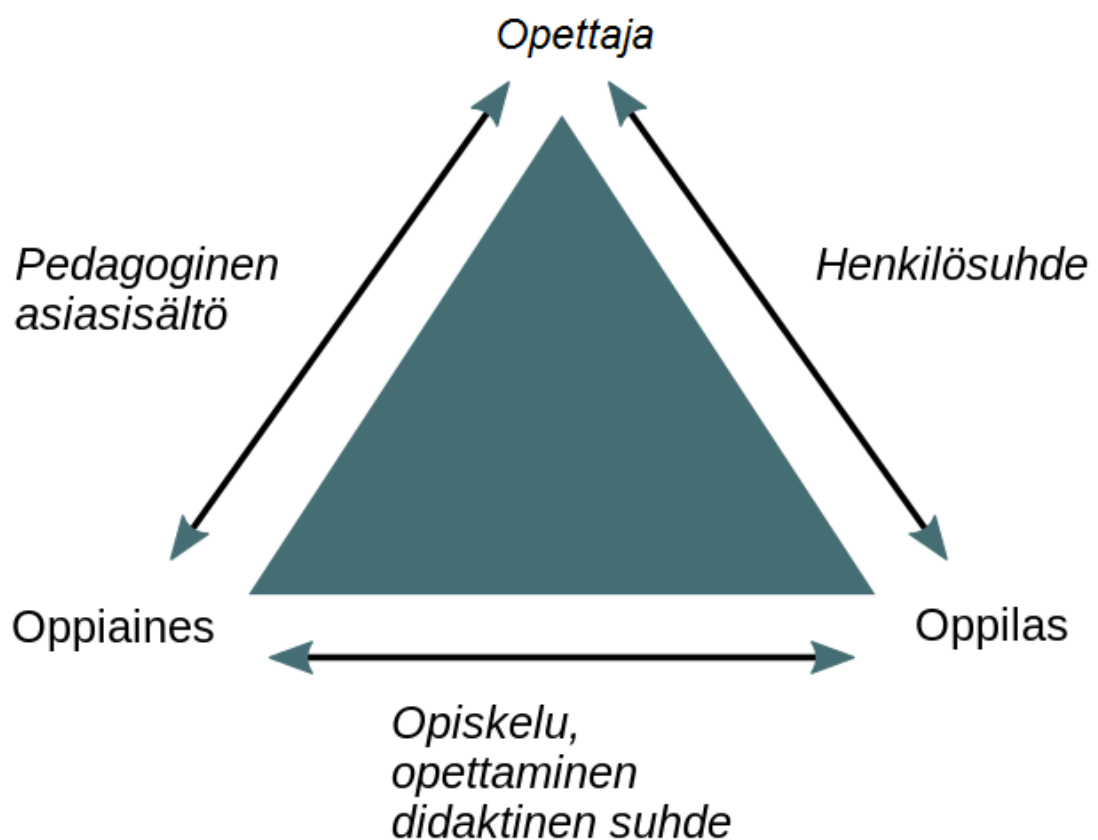 Opettaja
Pedagoginen
asiasisältö
Henkilösuhde
Oppiaines
Oppilas
Opiskelu,
opettaminen
didaktinen suhde